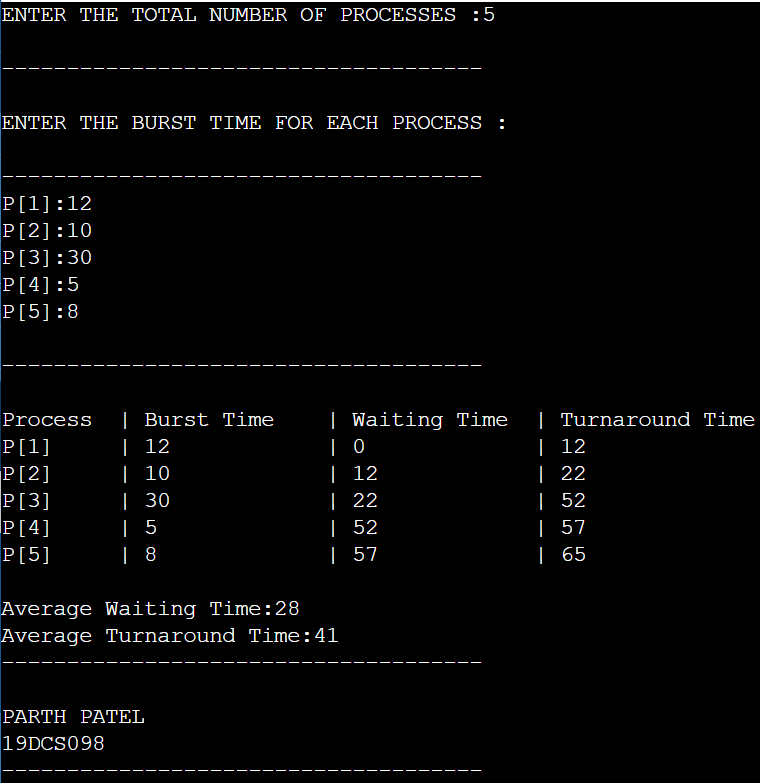 ENTER THE TOTAL NUMBER OF PROCESSES :5
-------------------------------------
ENTER THE BURST TIME FOR EACH PROCESS :
-------------------------------------
P[1]:12
P[2]:10
P[3]:30
P[4]:5
P[5]:8
-------------------------------------
Process | Burst Time | Waiting Time | Turnaround Time
P[1] | 12 | 0 | 12
P[2] | 10 | 12 | 22
P[3] | 30 | 22 | 52
P[4] | 5 | 52 | 57
P[5] | 8 | 57 | 65
Average Waiting Time:28
Average Turnaround Time:41
-------------------------------------
PARTH PATEL
19DCS098
-------------------------------------